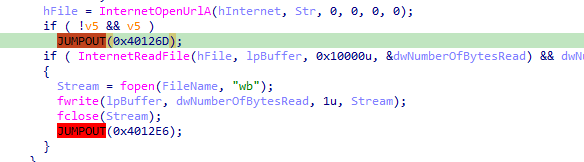 hFile = InternetOpenUrlA(hInternet, Str, 0, 0, 0, 0);
if ( !v5 && v5 )
JUMPOUT(0x40126D);
if ( InternetReadFile(hFile, lpBuffer, 0x10000u, &dwNumberOfBytesRead) && dwN
{
Stream = fopen(FileName, "wb");
fwrite(lpBuffer, dwNumberOfBytesRead, 1u, Stream);
fclose(Stream);
JUMPOUT(0x4012E6);
}
}